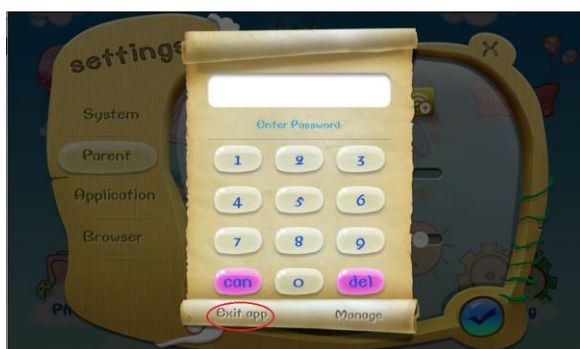 settings
X
System
Parent
Application
Browser
Enter Password:
1 2 3
4 5 6
7 8 9
can 0 del
Exit app Manage